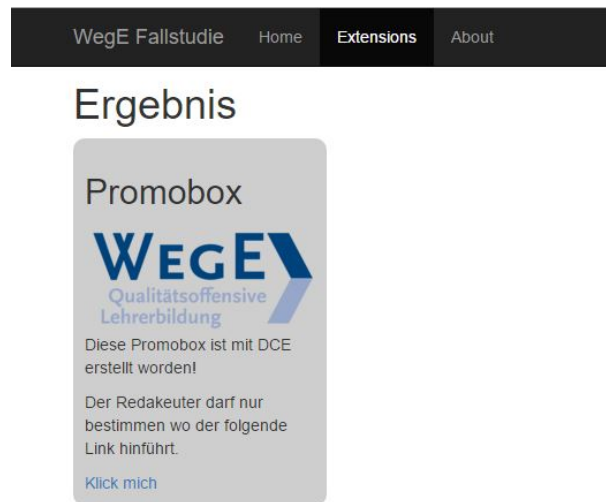 WegE Fallstudie Home Extensions About
Ergebnis
Promobox
WEGE
Qualitätsoffensive
Lehrerbildung
Diese Promobox ist mit DCE
erstellt worden!
Der Redakeuter darf nur
bestimmen wo der folgende
Link hinführt.
Klick mich